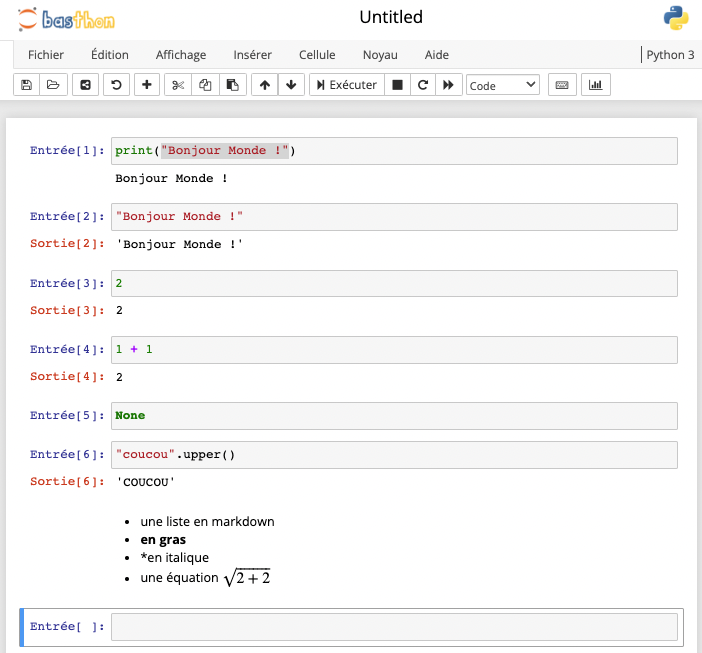 basthon
Untitled
Fichier Édition Affichage Insérer Cellule Noyau Aide Python 3
Exécuter Code
Entrée[1]: print("Bonjour Monde !")
Bonjour Monde !
Entrée[2]: "Bonjour Monde !"
Sortie[2]: 'Bonjour Monde !'
Entrée[3]: 2
Sortie[3]: 2
Entrée[4]: 1 + 1
Sortie[4]: 2
Entrée[5]: None
Entrée[6]: "coucou".upper()
Sortie[6]: 'COUCOU'
• une liste en markdown
• en gras
• *en italique
• une équation √2 + 2
Entrée[ ]: